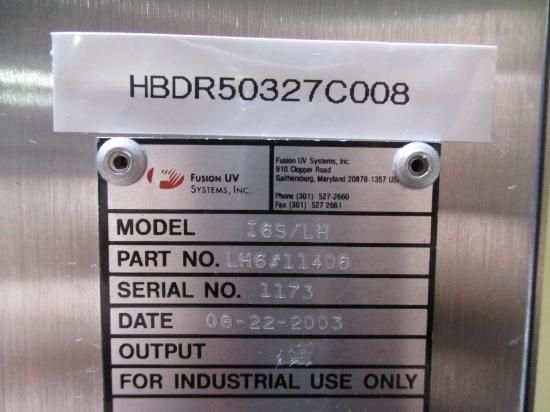 HBDR50327C008
FUSION UV
SYSTEMS, INC.
Fusion UV Systems, Inc.
910 Clopper Road
Gaithersburg, Maryland 20878-1357 USA
Phone (301) 527-2660
Fax (301) 527 2661
MODEL I6S/LH
PART NO. LH6#11406
SERIAL NO. 1173
DATE 08-22-2003
OUTPUT
FOR INDUSTRIAL USE ONLY